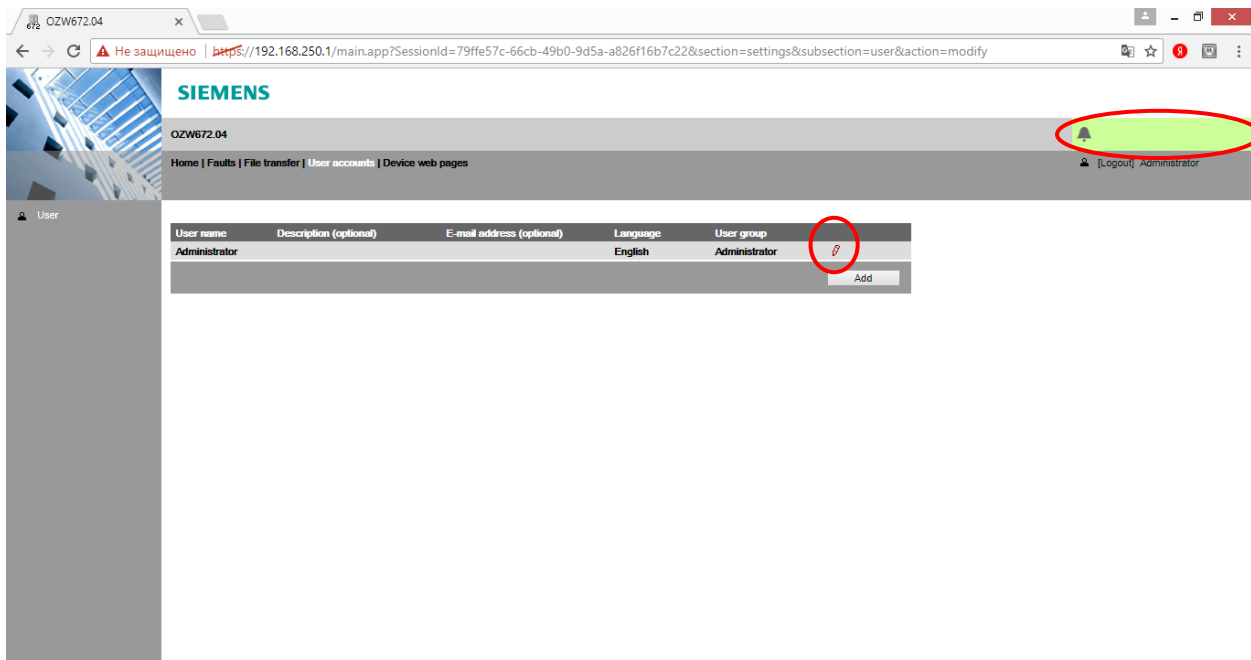 672 OZW672.04
Не защищено https://192.168.250.1/main.app?SessionId=79ffe57c-66cb-49b0-9d5a-a826f16b7c22&section=settings&subsection=user&action=modify
SIEMENS
OZW672.04
Home | Faults | File transfer | User accounts | Device web pages
[Logout] Administrator
User
User name Description (optional) E-mail address (optional) Language User group
Administrator English Administrator
Add